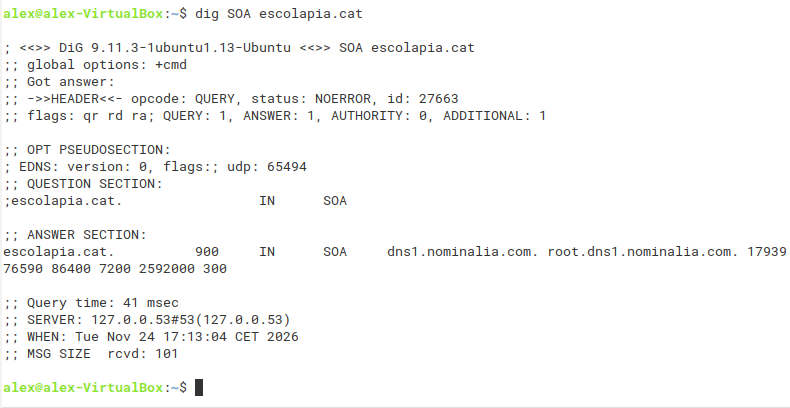 alex@alex-VirtualBox:~$ dig SOA escolapia.cat
; <<>> DiG 9.11.3-1ubuntu1.13-Ubuntu <<>> SOA escolapia.cat
;; global options: +cmd
;; Got answer:
;; ->>HEADER<<- opcode: QUERY, status: NOERROR, id: 27663
;; flags: qr rd ra; QUERY: 1, ANSWER: 1, AUTHORITY: 0, ADDITIONAL: 1
;; OPT PSEUDOSECTION:
; EDNS: version: 0, flags:; udp: 65494
;; QUESTION SECTION:
;escolapia.cat. IN SOA
;; ANSWER SECTION:
escolapia.cat. 900 IN SOA dns1.nominalia.com. root.dns1.nominalia.com. 17939
76590 86400 7200 2592000 300
;; Query time: 41 msec
;; SERVER: 127.0.0.53#53(127.0.0.53)
;; WHEN: Tue Nov 24 17:13:04 CET 2026
;; MSG SIZE rcvd: 101
alex@alex-VirtualBox:~$